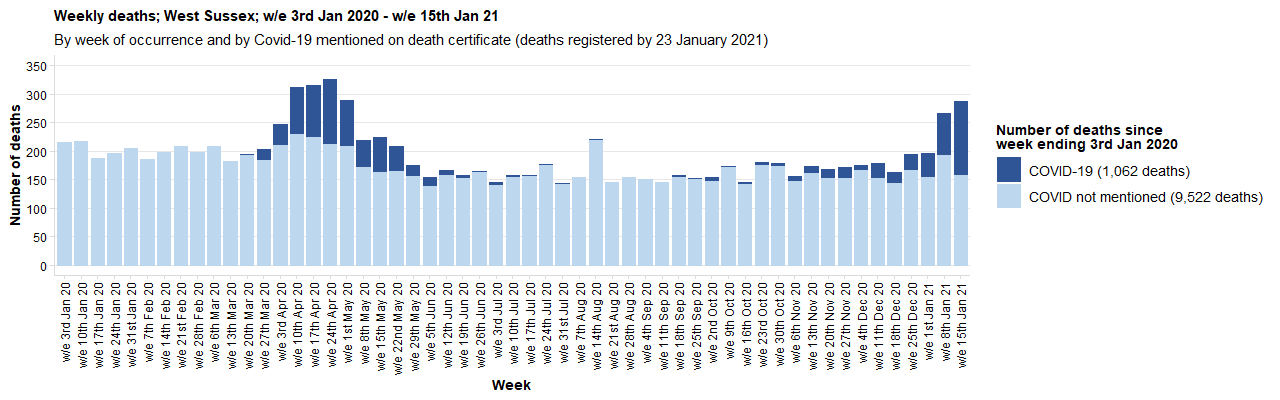 Weekly deaths; West Sussex; w/e 3rd Jan 2020 - w/e 15th Jan 21
By week of occurrence and by Covid-19 mentioned on death certificate (deaths registered by 23 January 2021)
Number of deaths
350
300
250
200
150
100
50
0
w/e 3rd Jan 20
w/e 10th Jan 20
w/e 17th Jan 20
w/e 24th Jan 20
w/e 31st Jan 20
w/e 7th Feb 20
w/e 14th Feb 20
w/e 21st Feb 20
w/e 28th Feb 20
w/e 6th Mar 20
w/e 13th Mar 20
w/e 20th Mar 20
w/e 27th Mar 20
w/e 3rd Apr 20
w/e 10th Apr 20
w/e 17th Apr 20
w/e 24th Apr 20
w/e 1st May 20
w/e 8th May 20
w/e 15th May 20
w/e 22nd May 20
w/e 29th May 20
w/e 5th Jun 20
w/e 12th Jun 20
w/e 19th Jun 20
w/e 26th Jun 20
w/e 3rd Jul 20
w/e 10th Jul 20
w/e 17th Jul 20
w/e 24th Jul 20
w/e 31st Jul 20
w/e 7th Aug 20
w/e 14th Aug 20
w/e 21st Aug 20
w/e 28th Aug 20
w/e 4th Sep 20
w/e 11th Sep 20
w/e 18th Sep 20
w/e 25th Sep 20
w/e 2nd Oct 20
w/e 9th Oct 20
w/e 16th Oct 20
w/e 23rd Oct 20
w/e 30th Oct 20
w/e 6th Nov 20
w/e 13th Nov 20
w/e 20th Nov 20
w/e 27th Nov 20
w/e 4th Dec 20
w/e 11th Dec 20
w/e 18th Dec 20
w/e 25th Dec 20
w/e 1st Jan 21
w/e 8th Jan 21
w/e 15th Jan 21
Week
Number of deaths since
week ending 3rd Jan 2020
COVID-19 (1,062 deaths)
COVID not mentioned (9,522 deaths)